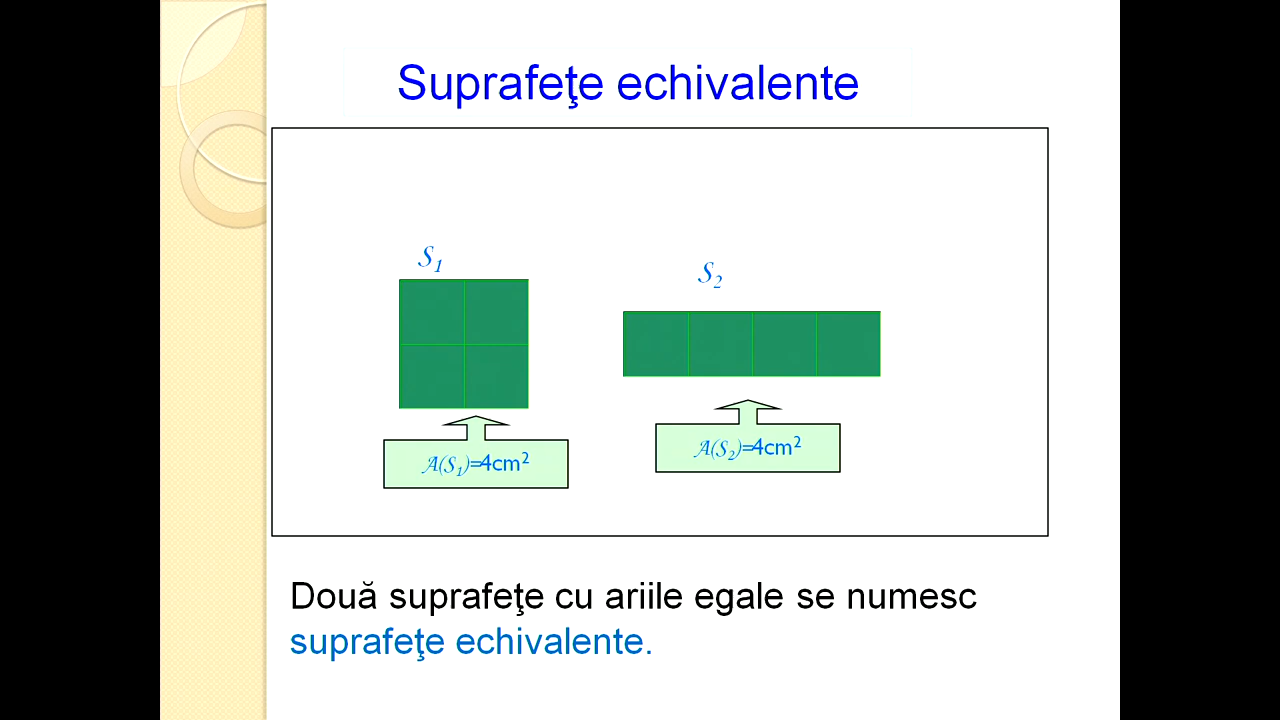 Suprafeţe echivalente
S₁
S₂
A(S₁)=4cm²
A(S₂)=4cm²
Două suprafeţe cu ariile egale se numesc
suprafeţe echivalente.